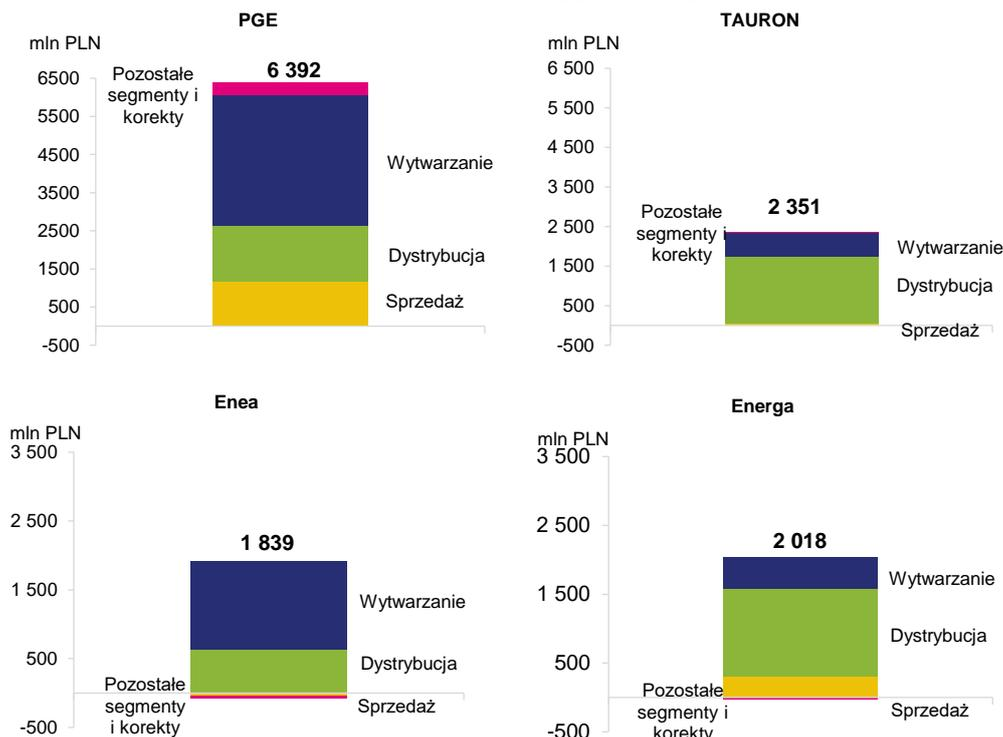 PGE
mln PLN
6500
5500
4500
3500
2500
1500
500
-500
Pozostałe
segmenty i
korekty
6 392
Wytwarzanie
Dystrybucja
Sprzedaż
TAURON
mln PLN
6 500
5 500
4 500
3 500
2 500
1 500
500
-500
Pozostałe
segmenty i
korekty
2 351
Wytwarzanie
Dystrybucja
Sprzedaż
Enea
mln PLN
3 500
2 500
1 500
500
-500
1 839
Wytwarzanie
Dystrybucja
Pozostałe
segmenty
i korekty
Sprzedaż
Energa
mln PLN
3 500
2 500
1 500
500
-500
2 018
Wytwarzanie
Dystrybucja
Pozostałe
segmenty i
korekty
Sprzedaż